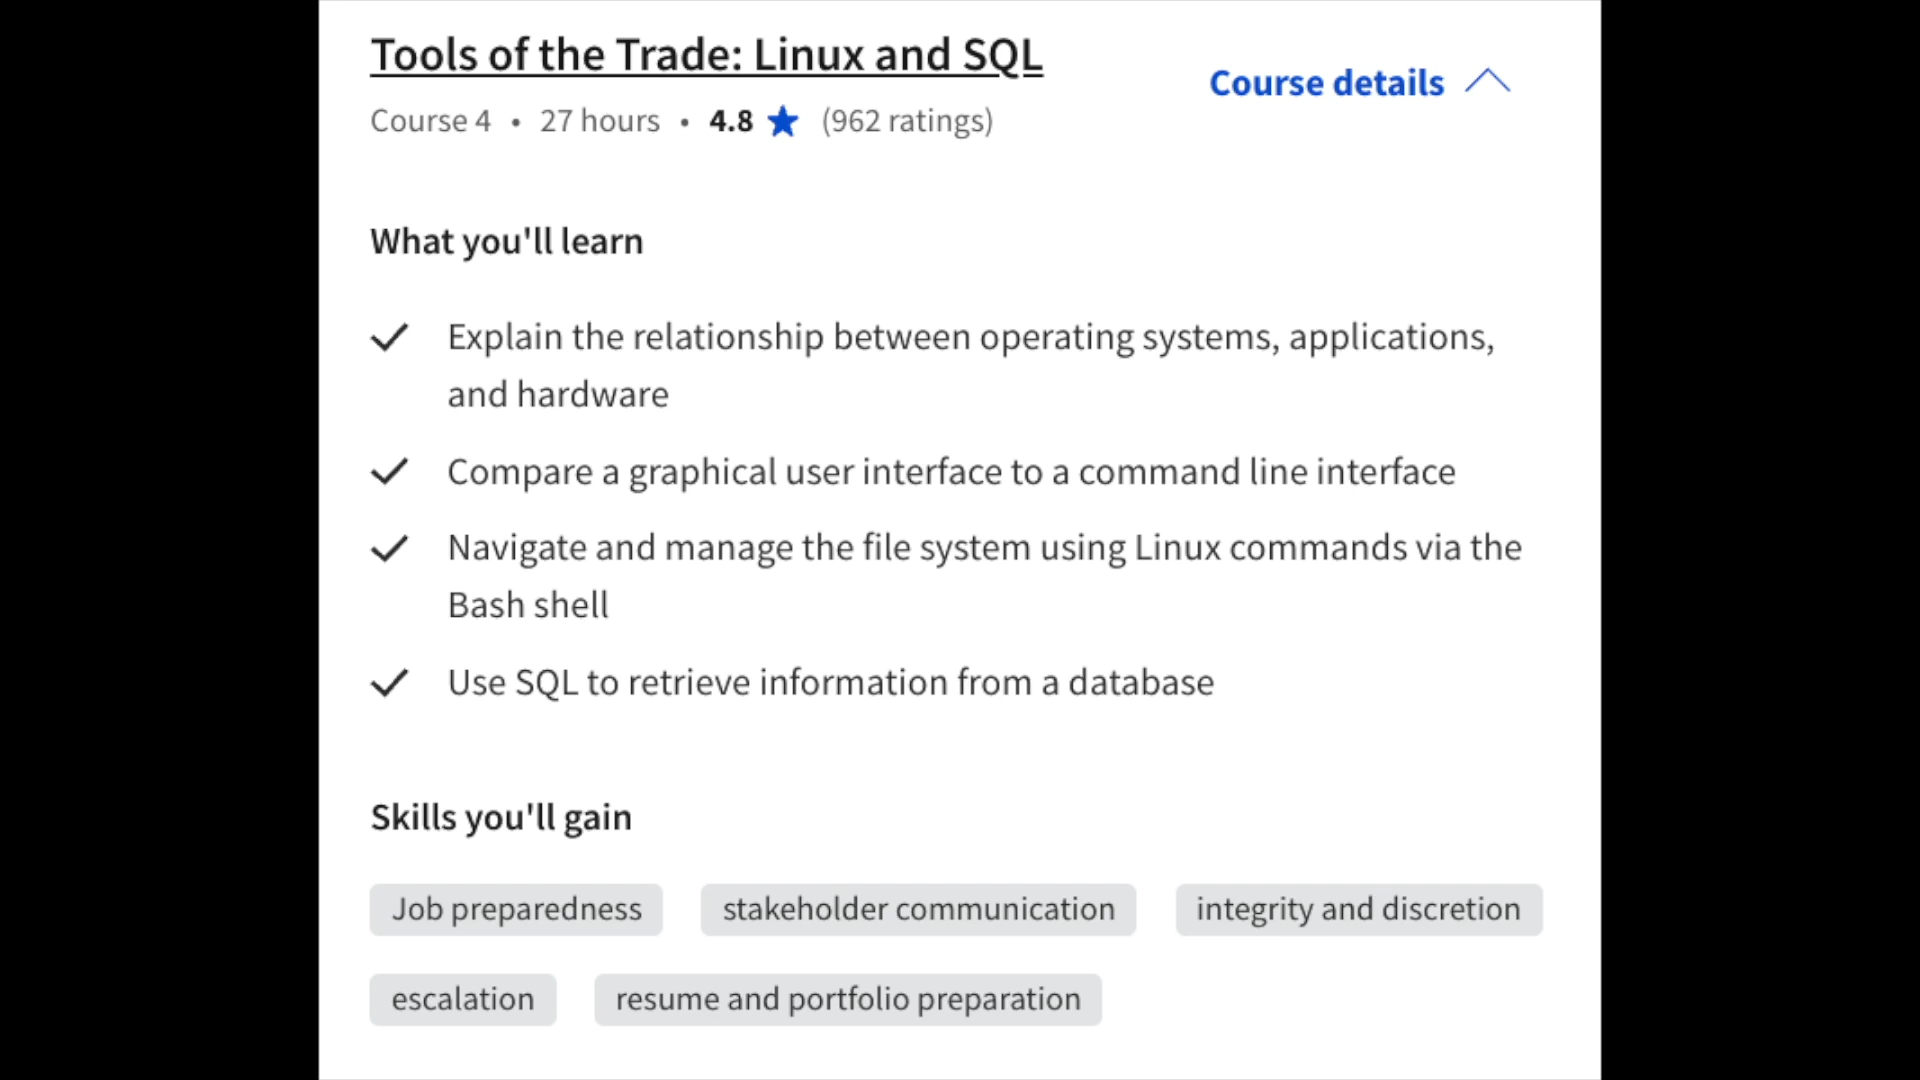 Tools of the Trade: Linux and SQL
Course details
Course 4 • 27 hours • 4.8 ★ (962 ratings)
What you'll learn
Explain the relationship between operating systems, applications,
and hardware
Compare a graphical user interface to a command line interface
Navigate and manage the file system using Linux commands via the
Bash shell
Use SQL to retrieve information from a database
Skills you'll gain
Job preparedness stakeholder communication integrity and discretion
escalation resume and portfolio preparation